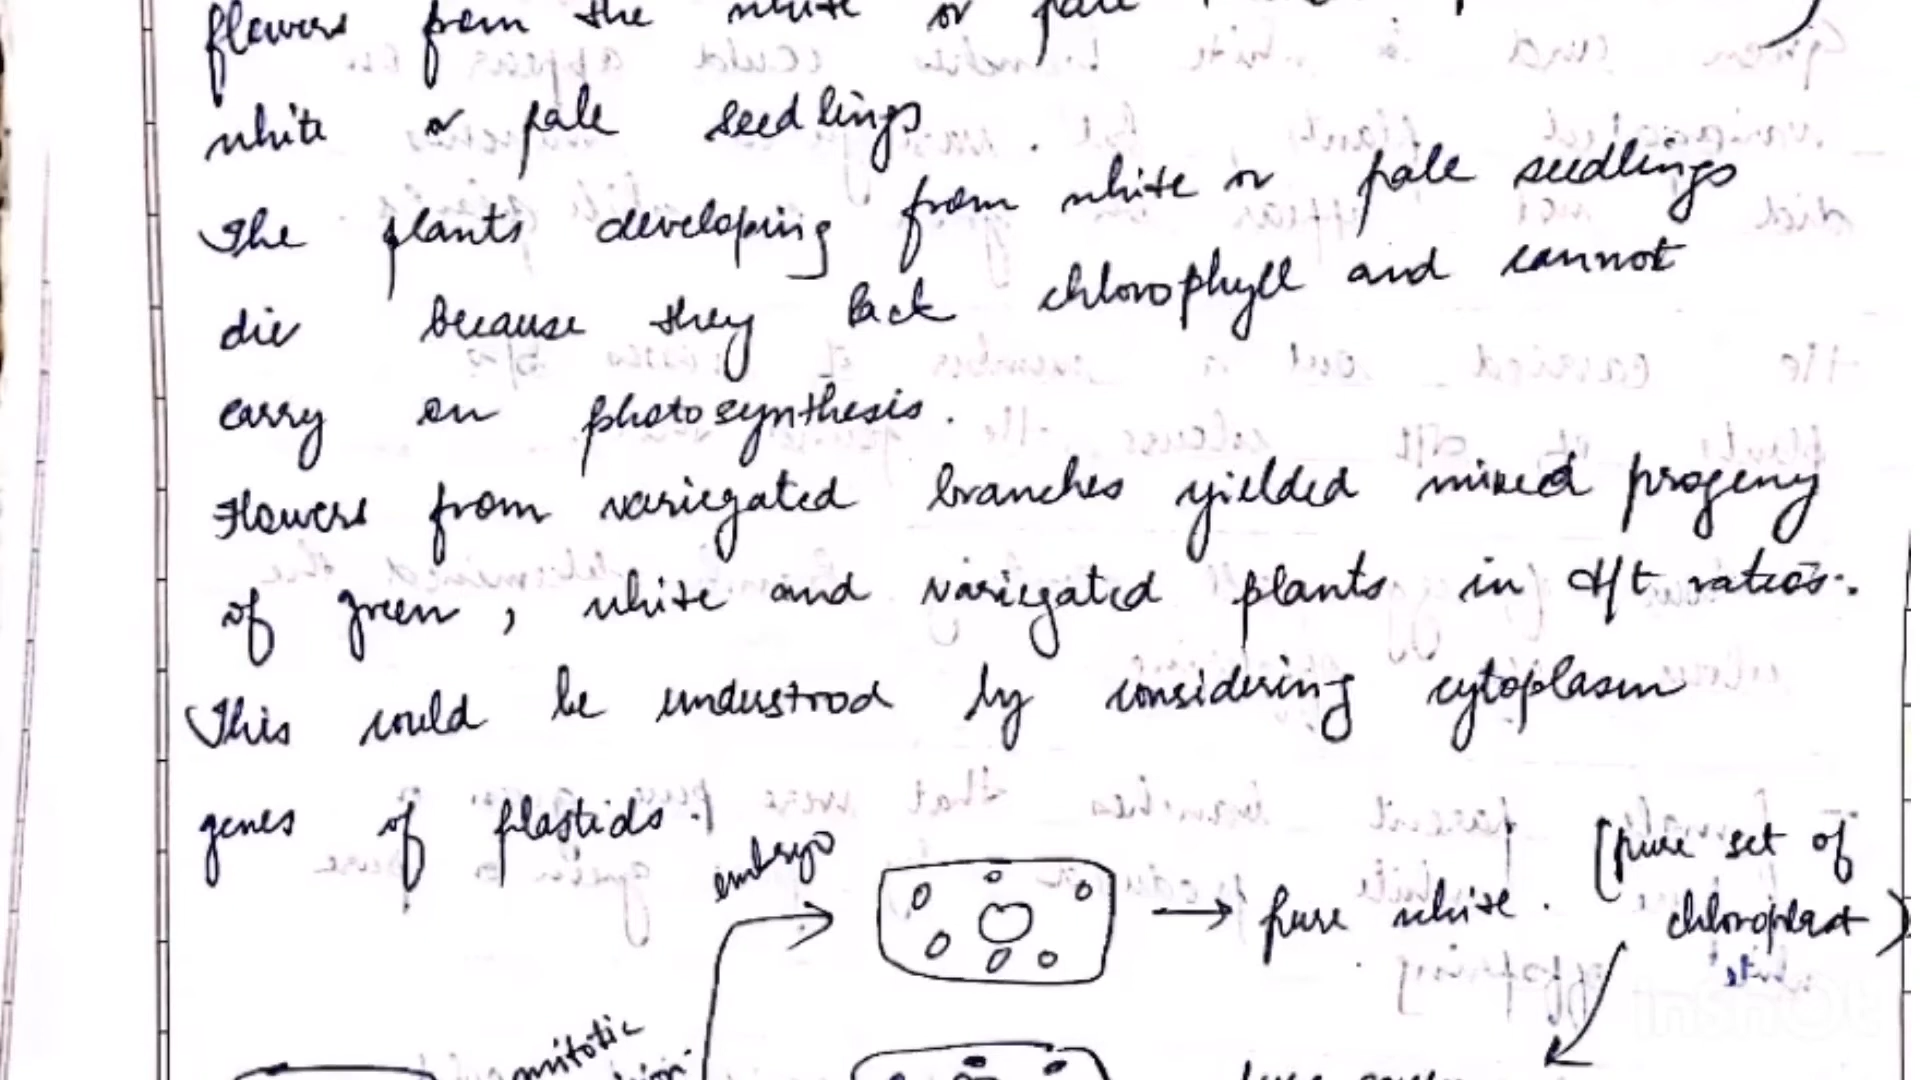 flowers from the white or pale
white or pale seedlings
The plants developing from white or pale seedlings
die because they lack chlorophyll and cannot
carry on photosynthesis.
Flowers from variegated branches yielded mixed progeny
of green, white and variegated plants in d/t ratios.
This could be understood by considering cytoplasm
genes of plastids.
embryo
→ pure white. (pure set of
chloroplast)
white
mitotic